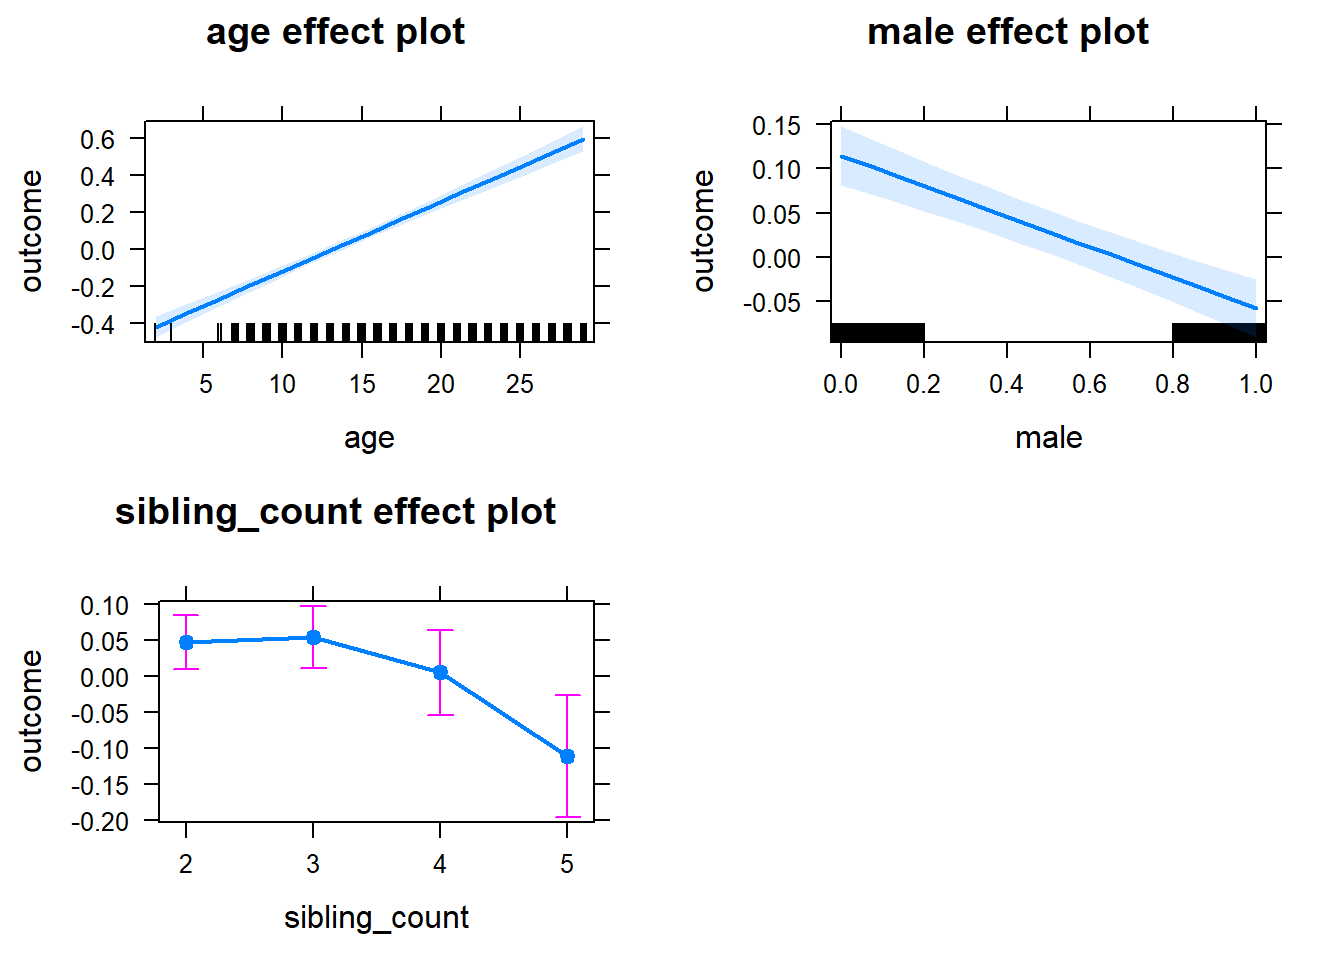 age effect plot
outcome
0.6
0.4
0.2
0.0
-0.2
-0.4
5 10 15 20 25
age
male effect plot
outcome
0.15
0.10
0.05
0.00
-0.05
0.0 0.2 0.4 0.6 0.8 1.0
male
sibling_count effect plot
outcome
0.10
0.05
0.00
-0.05
-0.10
-0.15
-0.20
2 3 4 5
sibling_count